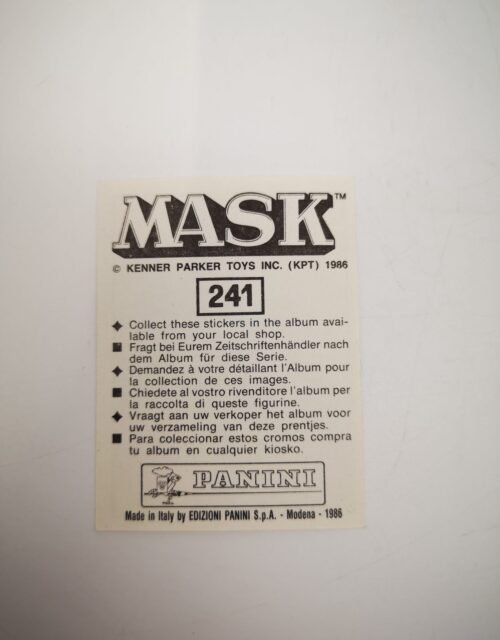 MASK™
© KENNER PARKER TOYS INC. (KPT) 1986
241
Collect these stickers in the album avai-
lable from your local shop.
Fragt bei Eurem Zeitschriftenhändler nach
dem Album für diese Serie.
Demandez à votre détaillant l'Album pour
la collection de ces images.
Chiedete al vostro rivenditore l'album per
la raccolta di queste figurine.
Vraagt aan uw verkoper het album voor
uw verzameling van deze prentjes.
Para coleccionar estos cromos compra
tu album en cualquier kiosko.
PANINI
Made in Italy by EDIZIONI PANINI S.p.A. - Modena - 1986